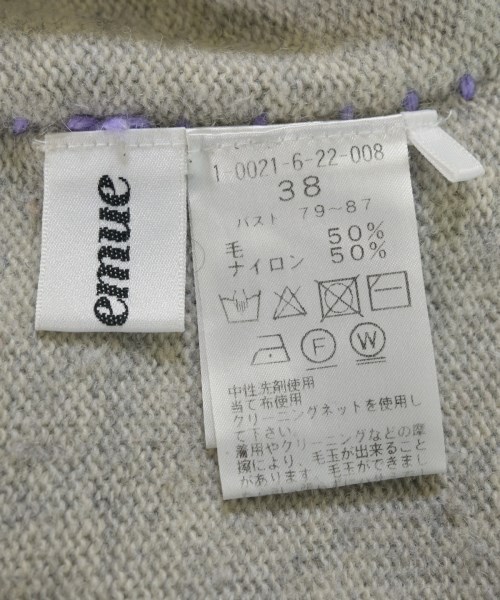 emue
1-0021-6-22-008
38
バスト 79～87
毛 50%
ナイロン 50%
F W
中性洗剤使用
当て布使用
クリーニングネットを使用し
て下さい。
着用やクリーニングなどの摩
擦により、毛玉が出来ること
があります 毛玉ができまし